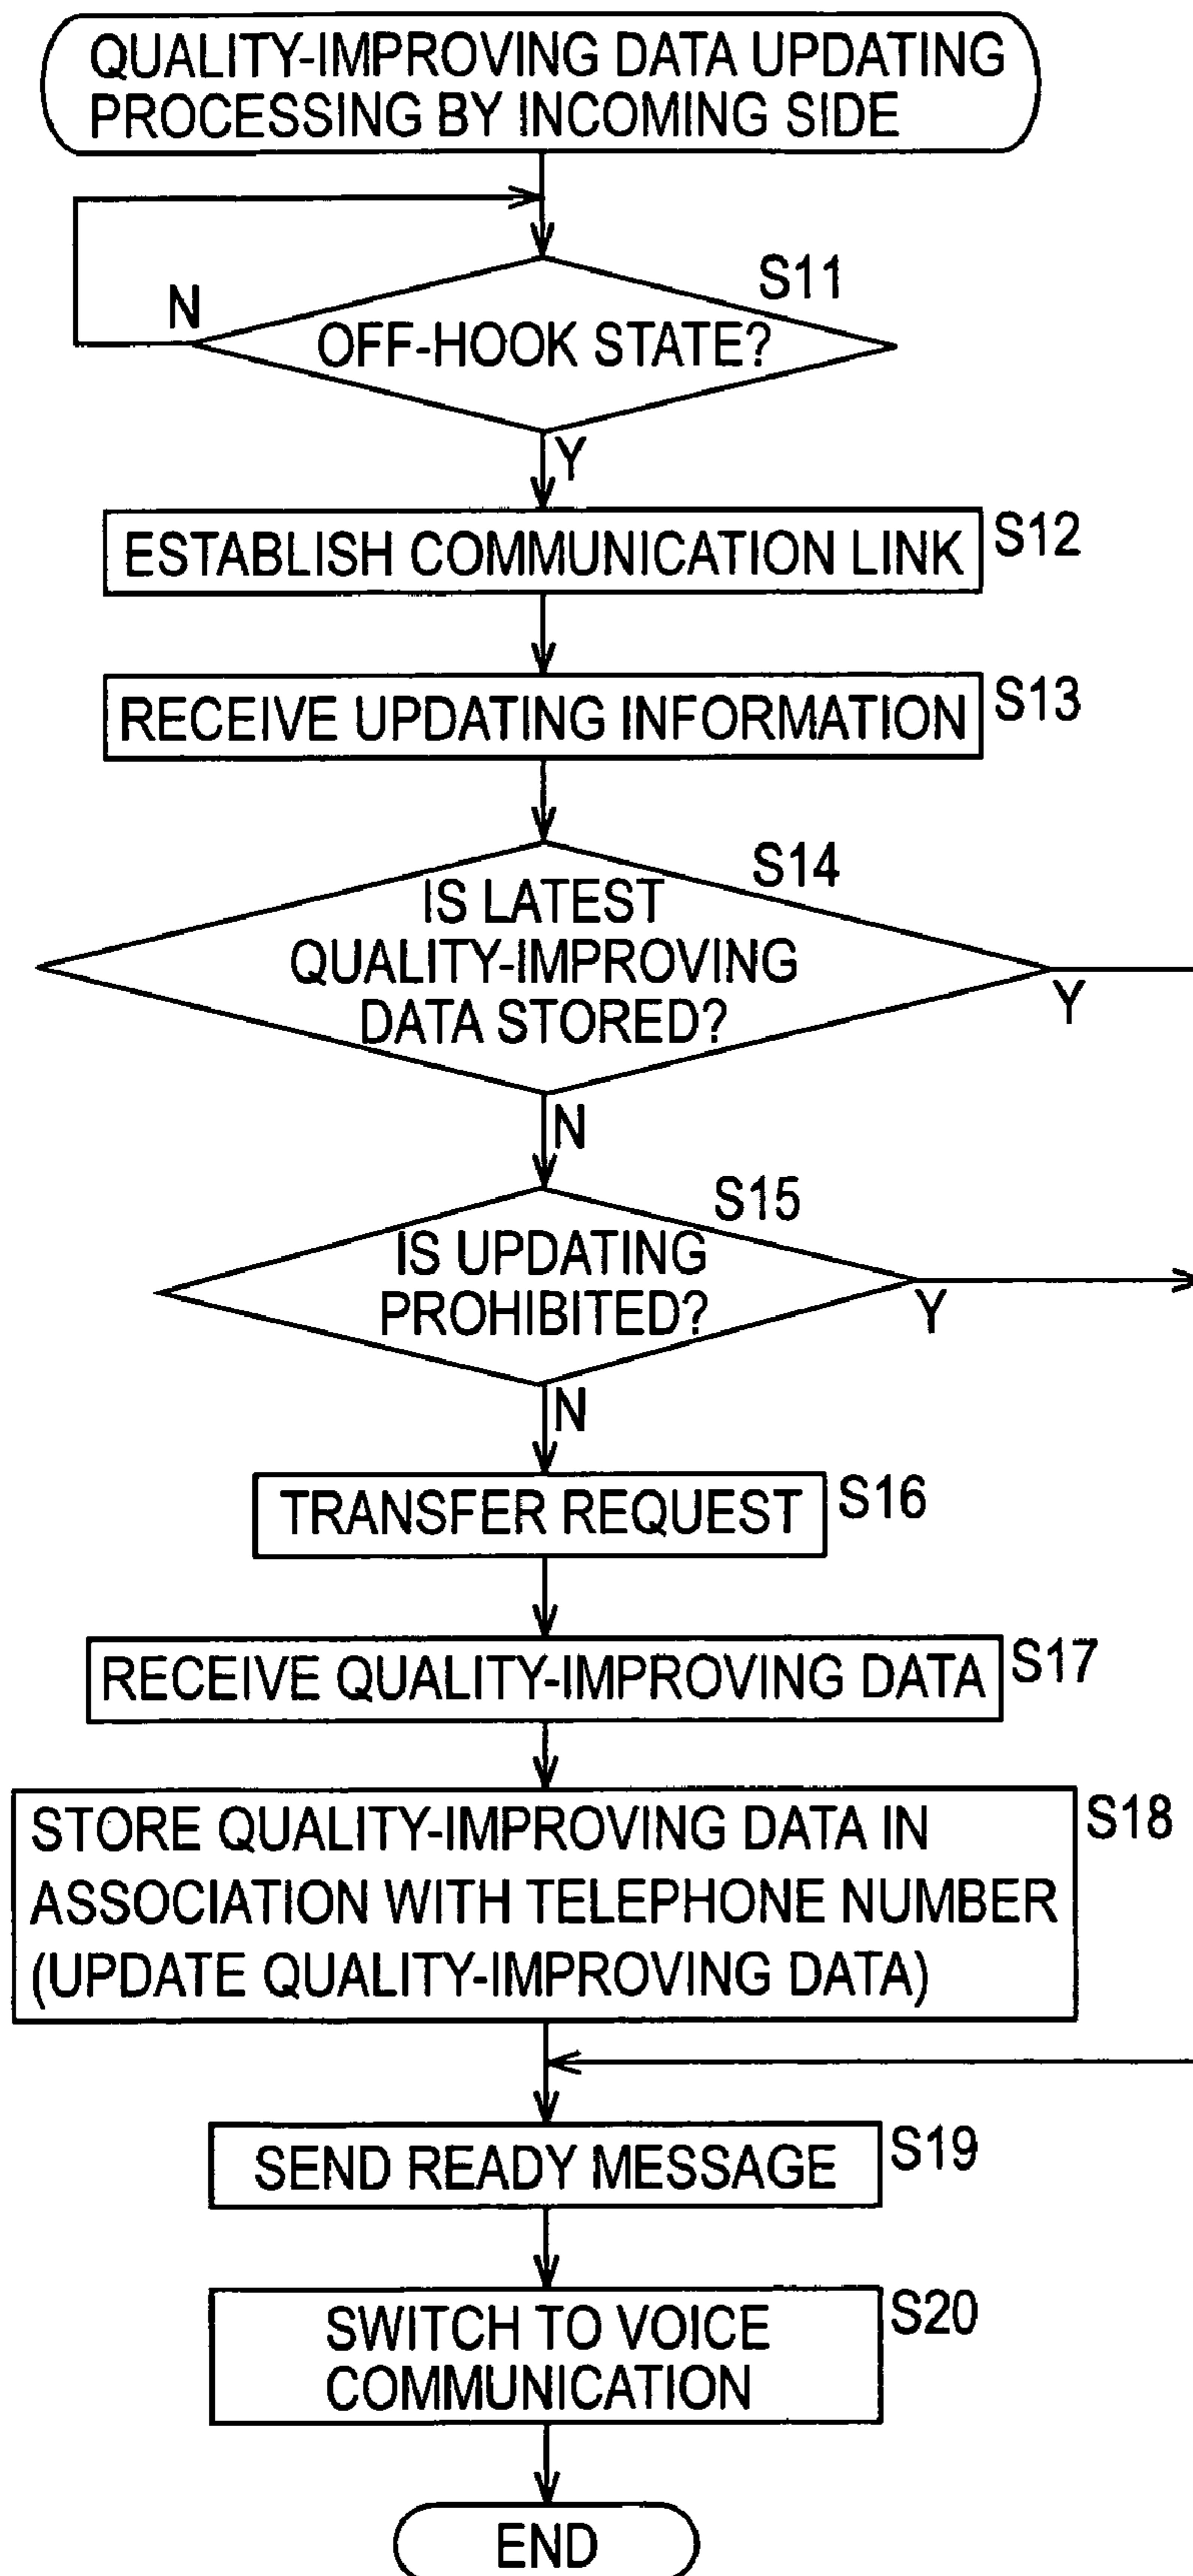 QUALITY-IMPROVING DATA UPDATING
PROCESSING BY INCOMING SIDE
S11
N
OFF-HOOK STATE?
Y
ESTABLISH COMMUNICATION LINK
S12
RECEIVE UPDATING INFORMATION
S13
S14
IS LATEST
QUALITY-IMPROVING
DATA STORED?
Y
N
S15
IS UPDATING
PROHIBITED?
Y
N
TRANSFER REQUEST
S16
RECEIVE QUALITY-IMPROVING DATA
S17
STORE QUALITY-IMPROVING DATA IN
S18
ASSOCIATION WITH TELEPHONE NUMBER
(UPDATE QUALITY-IMPROVING DATA)
SEND READY MESSAGE
S19
SWITCH TO VOICE
S20
COMMUNICATION
END